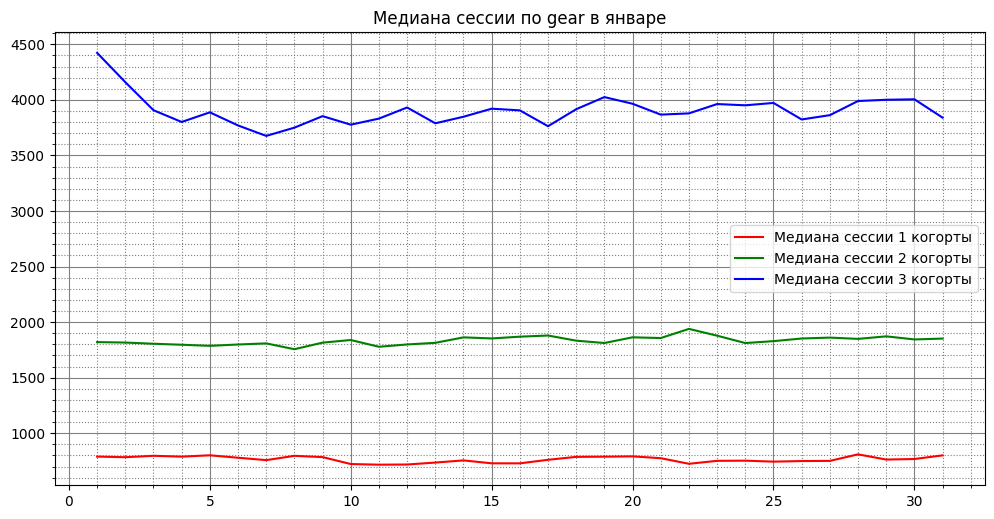 Медиана сессии по gear в январе
4500
4000
3500
3000
2500
2000
1500
1000
Медиана сессии 1 когорты
Медиана сессии 2 когорты
Медиана сессии 3 когорты
0 5 10 15 20 25 30